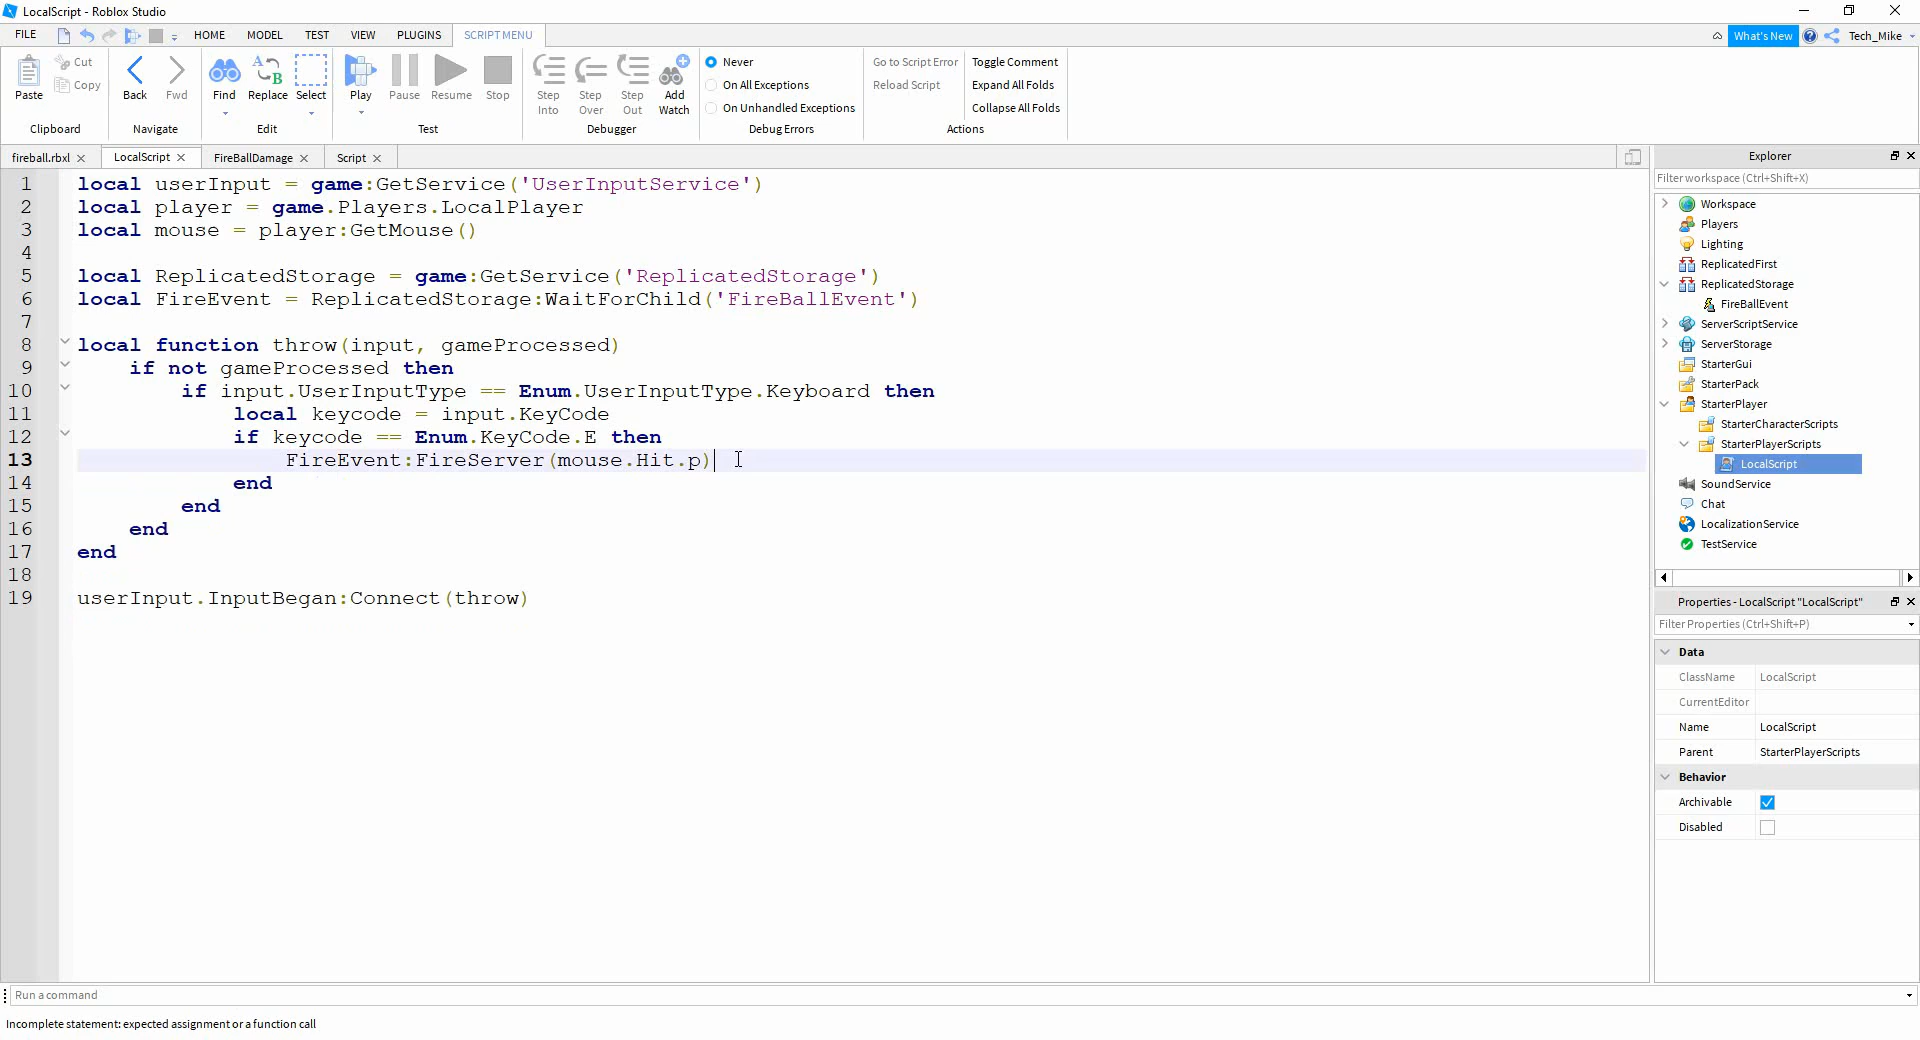 LocalScript - Roblox Studio
FILE HOME MODEL TEST VIEW PLUGINS SCRIPT MENU What's New Tech_Mike
Paste Cut Copy Back Fwd Find Replace Select Play Pause Resume Stop Step Into Step Over Step Out Add Watch
Never Go to Script Error Toggle Comment
On All Exceptions Reload Script Expand All Folds
On Unhandled Exceptions Collapse All Folds
Clipboard Navigate Edit Test Debugger Debug Errors Actions
fireball.rbxl LocalScript FireBallDamage Script
1 local userInput = game:GetService('UserInputService')
2 local player = game.Players.LocalPlayer
3 local mouse = player:GetMouse()
4
5 local ReplicatedStorage = game:GetService('ReplicatedStorage')
6 local FireEvent = ReplicatedStorage:WaitForChild('FireBallEvent')
7
8 local function throw(input, gameProcessed)
9 if not gameProcessed then
10 if input.UserInputType == Enum.UserInputType.Keyboard then
11 local keycode = input.KeyCode
12 if keycode == Enum.KeyCode.E then
13 FireEvent:FireServer(mouse.Hit.p)
14 end
15 end
16 end
17 end
18
19 userInput.InputBegan:Connect(throw)
Explorer
Filter workspace (Ctrl+Shift+X)
Workspace
Players
Lighting
ReplicatedFirst
ReplicatedStorage
FireBallEvent
ServerScriptService
ServerStorage
StarterGui
StarterPack
StarterPlayer
StarterCharacterScripts
StarterPlayerScripts
LocalScript
SoundService
Chat
LocalizationService
TestService
Properties - LocalScript "LocalScript"
Filter Properties (Ctrl+Shift+P)
Data
ClassName LocalScript
CurrentEditor
Name LocalScript
Parent StarterPlayerScripts
Behavior
Archivable
Disabled
Run a command
Incomplete statement: expected assignment or a function call